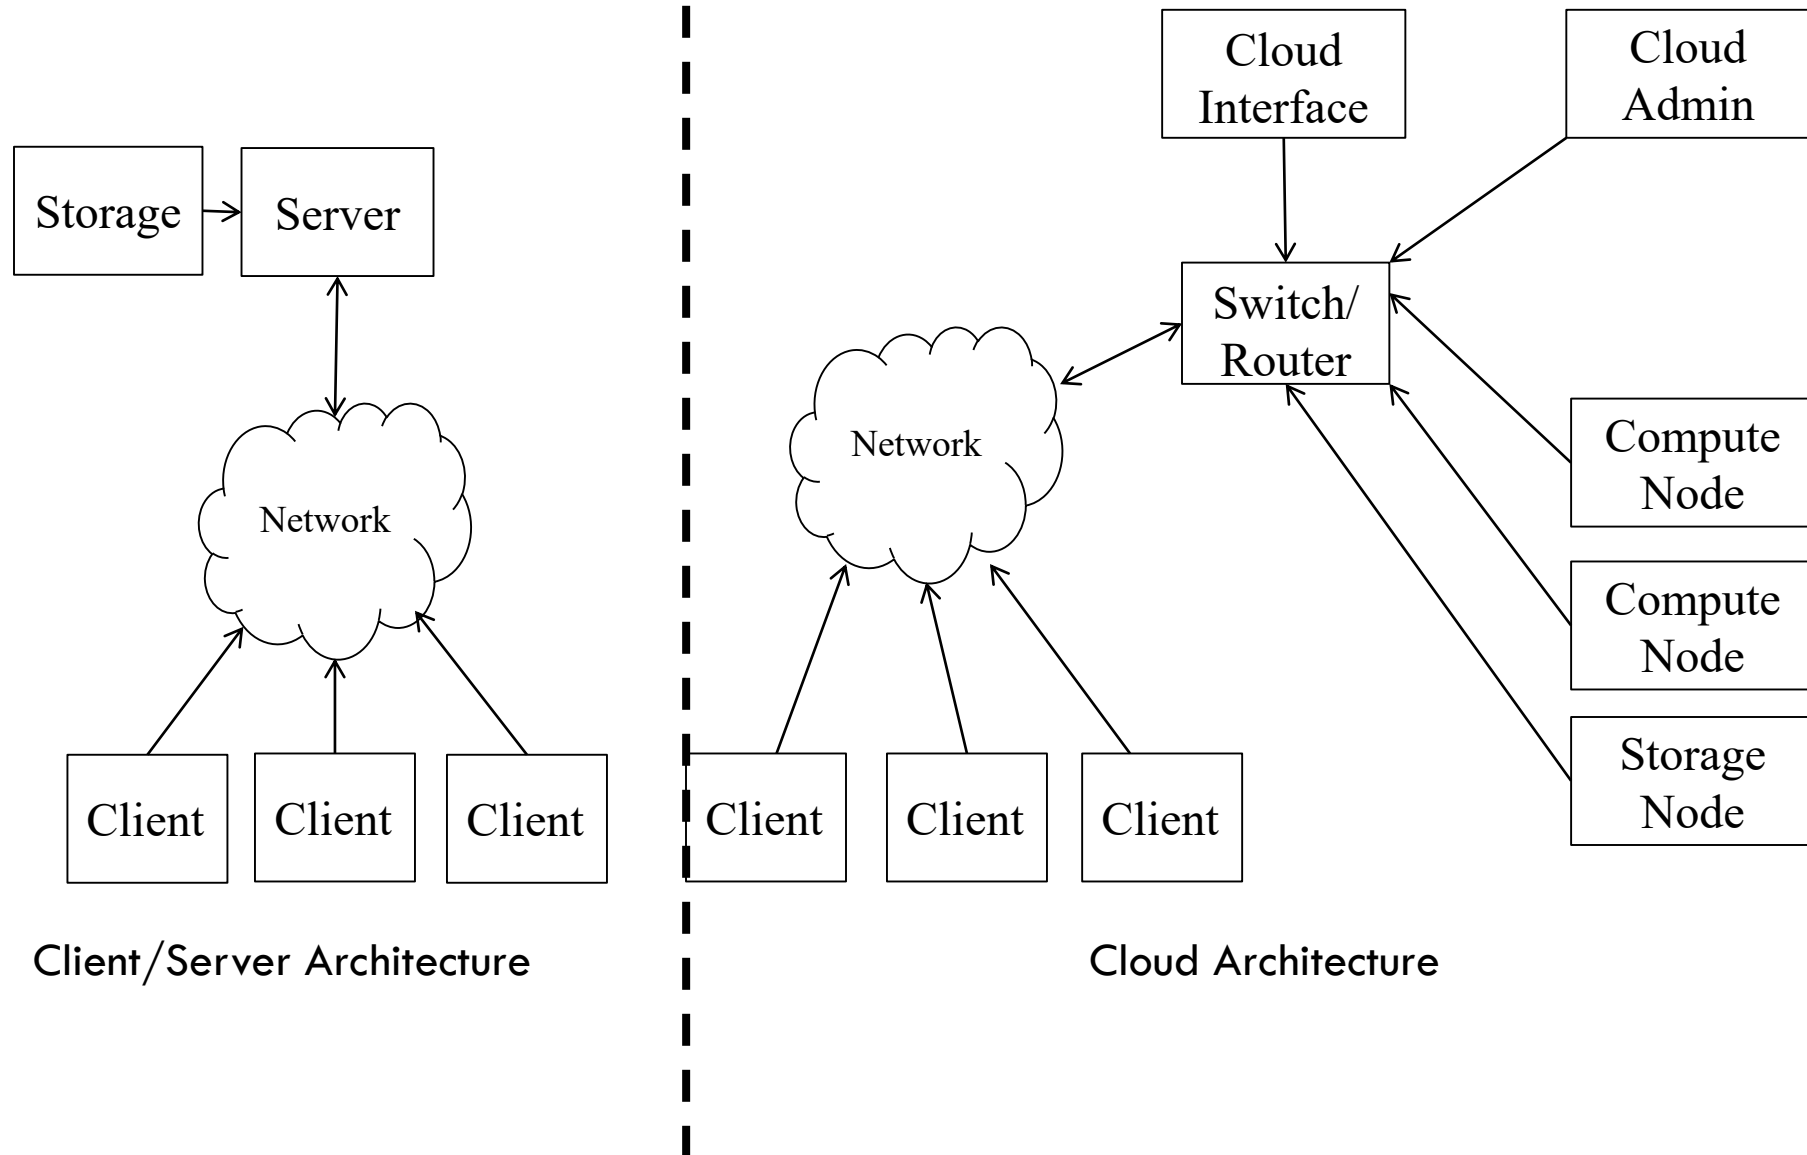 Storage
Server
Network
Client
Client
Client
Client/Server Architecture
Cloud
Interface
Cloud
Admin
Switch/
Router
Network
Compute
Node
Compute
Node
Storage
Node
Client
Client
Client
Cloud Architecture